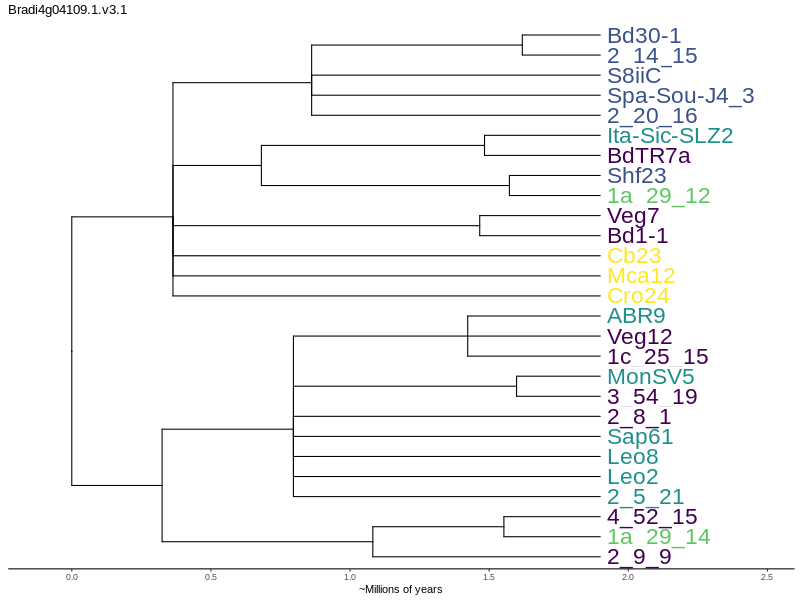 Bradi4g04109.1.v3.1
Bd30-1
2_14_15
S8iiC
Spa-Sou-J4_3
2_20_16
Ita-Sic-SLZ2
BdTR7a
Shf23
1a_29_12
Veg7
Bd1-1
Cb23
Mca12
Cro24
ABR9
Veg12
1c_25_15
MonSV5
3_54_19
2_8_1
Sap61
Leo8
Leo2
2_5_21
4_52_15
1a_29_14
2_9_9
0.0 0.5 1.0 1.5 2.0 2.5
~Millions of years